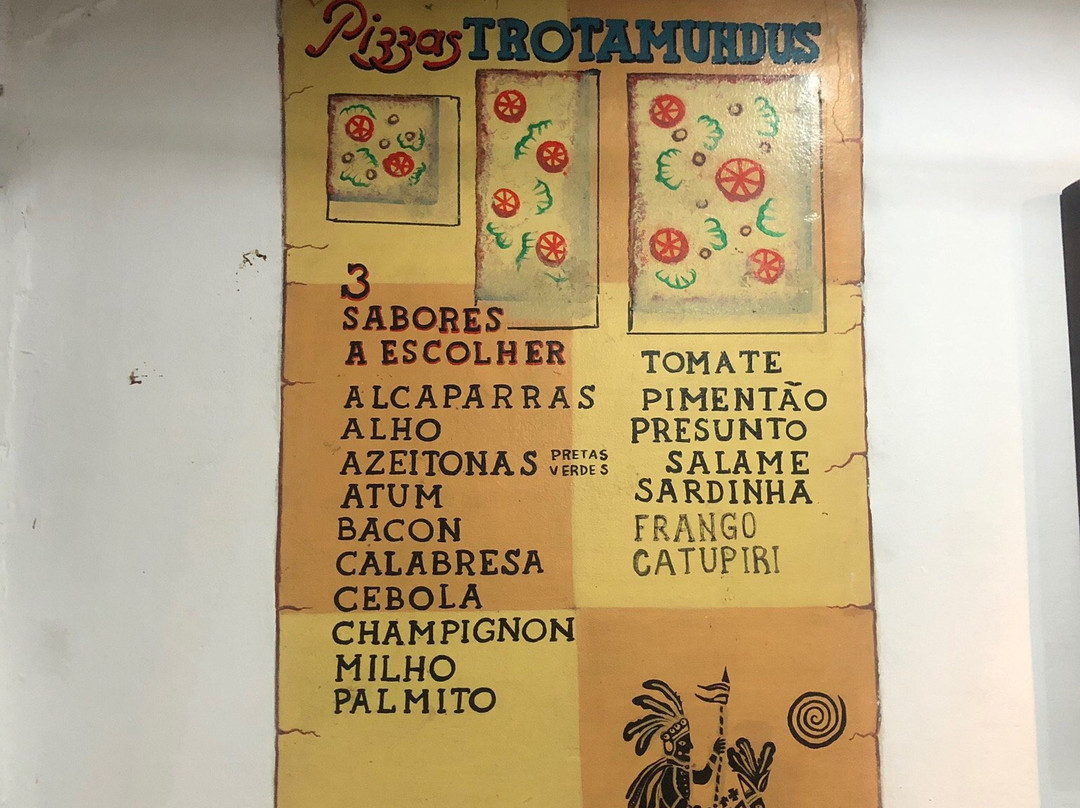 Pizzas TROTAMUNDUS
3
SABORES
A ESCOLHER
ALCAPARRAS
ALHO
AZEITONAS PRETAS
VERDES
ATUM
BACON
CALABRESA
CEBOLA
CHAMPIGNON
MILHO
PALMITO
TOMATE
PIMENTÃO
PRESUNTO
SALAME
SARDINHA
FRANGO
CATUPIRI